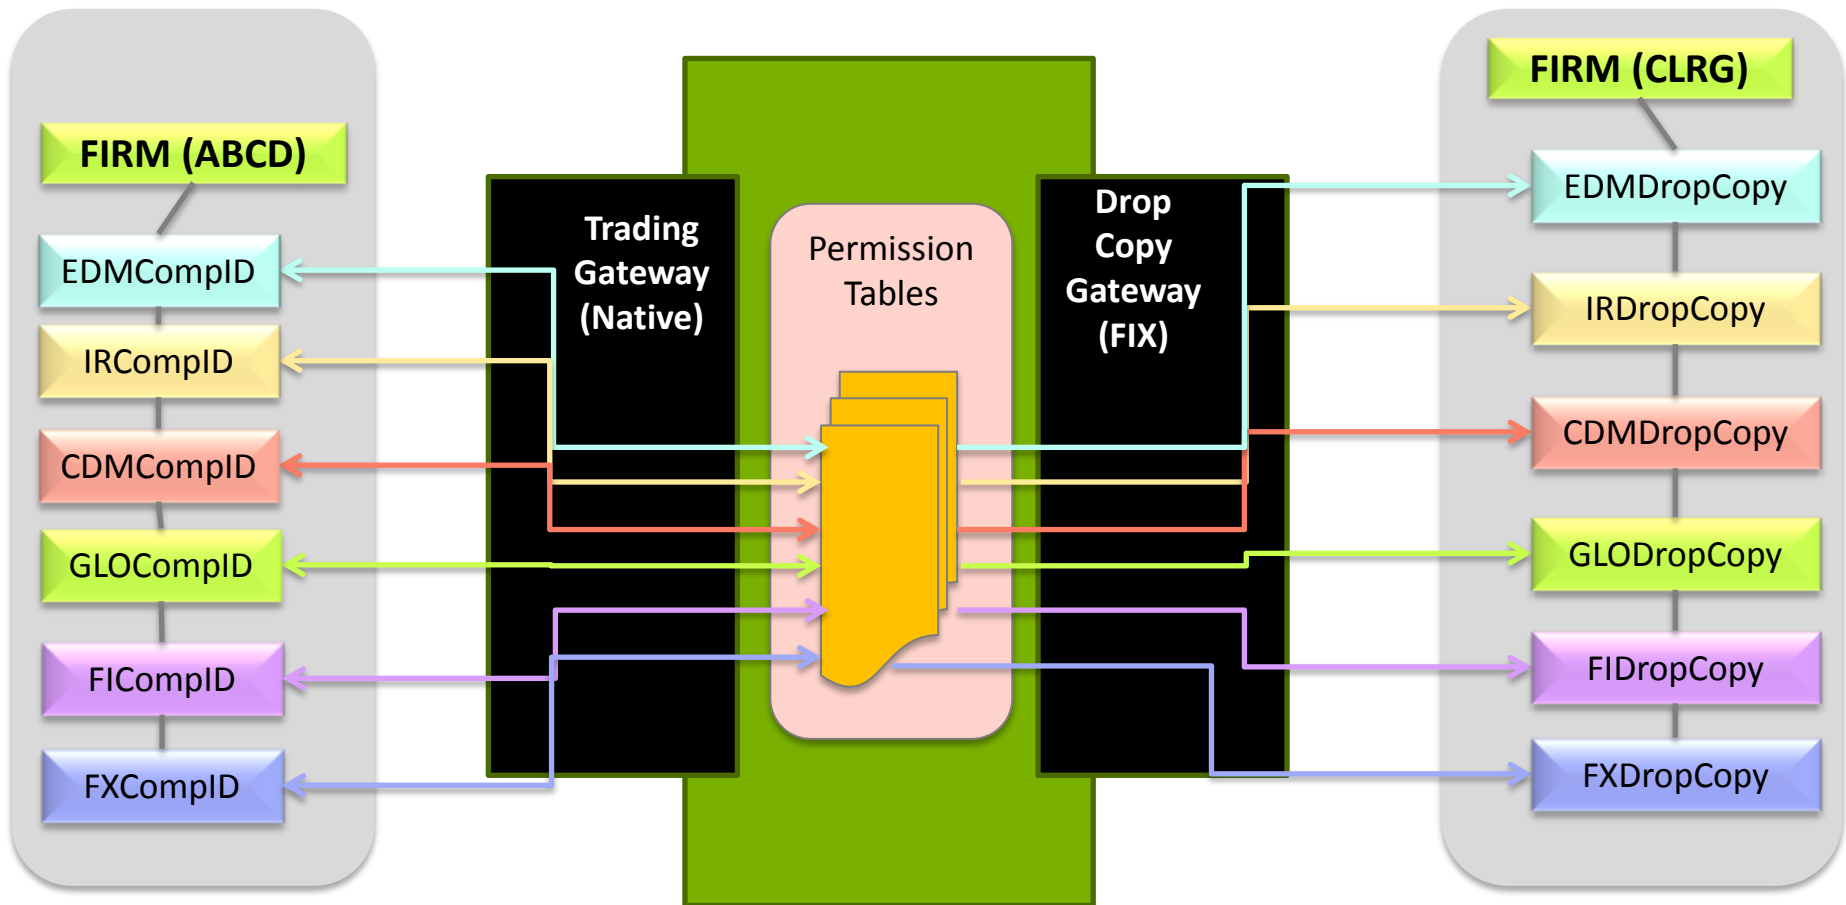 FIRM (ABCD)
EDMCompID
IRCompID
CDMCompID
GLOCompID
FICompID
FXCompID
Trading
Gateway
(Native)
Permission
Tables
Drop
Copy
Gateway
(FIX)
FIRM (CLRG)
EDMDropCopy
IRDropCopy
CDMDropCopy
GLODropCopy
FIDropCopy
FXDropCopy